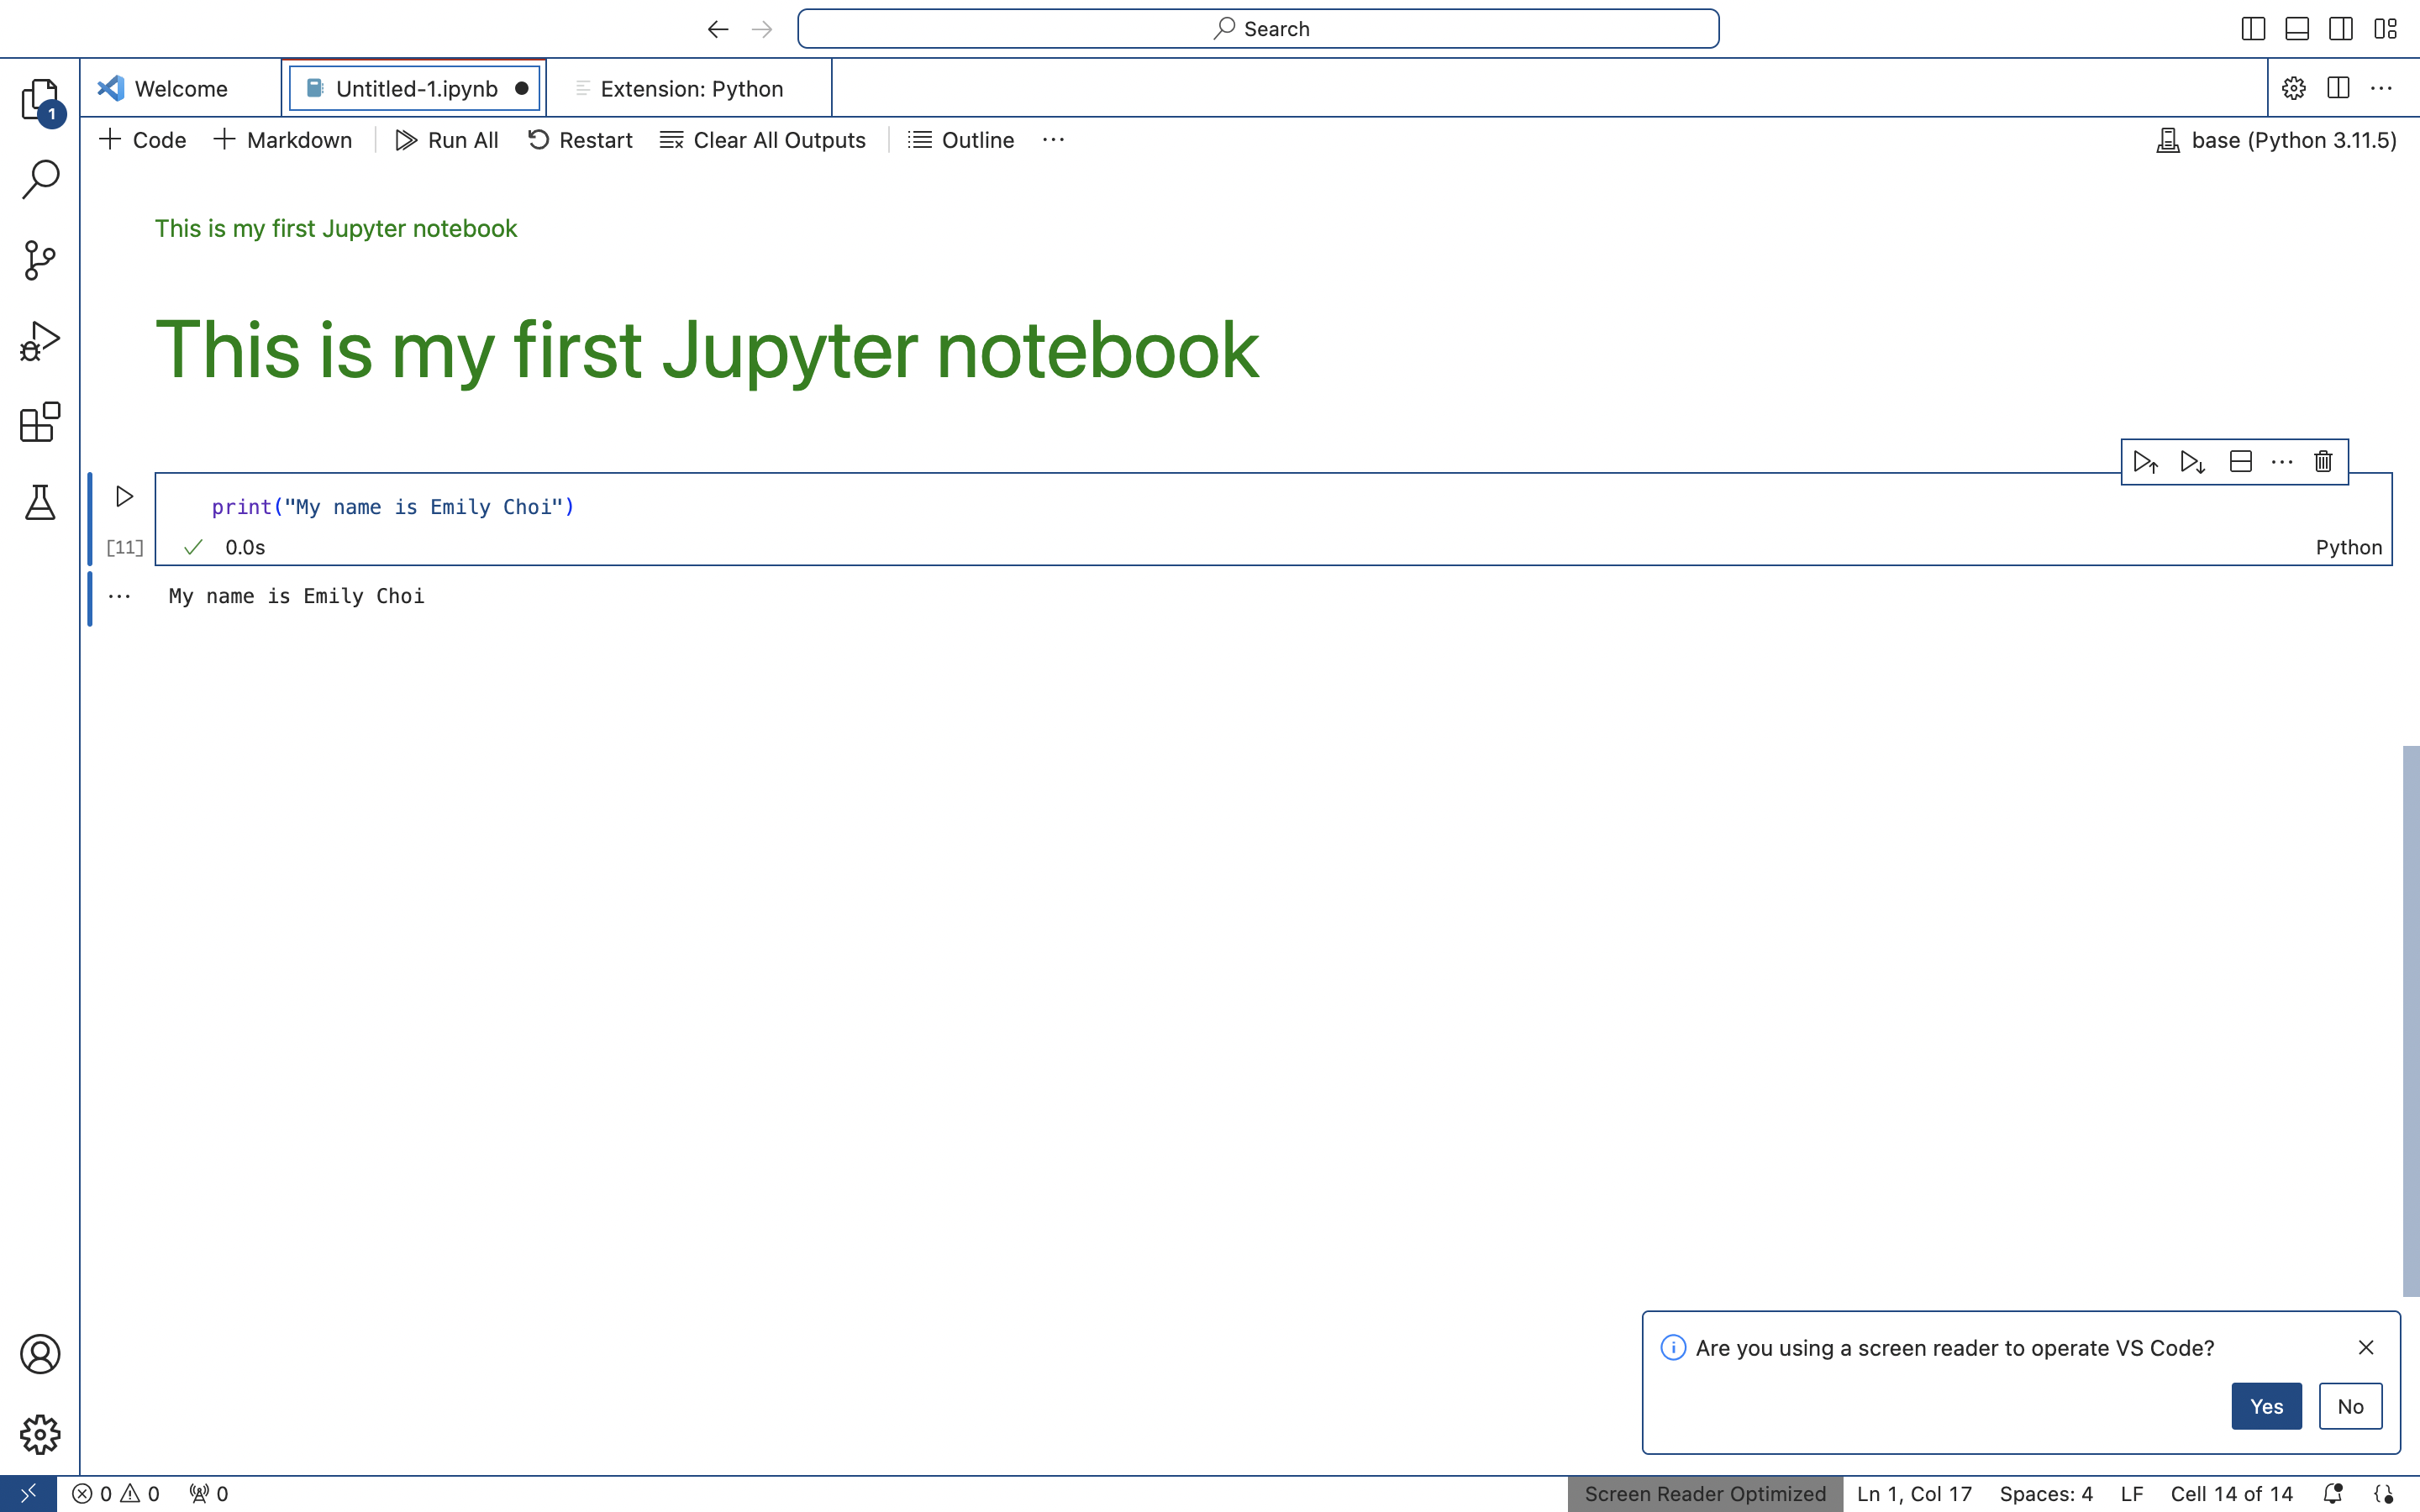 Search
1
Welcome
Untitled-1.ipynb
Extension: Python
Code
Markdown
Run All
Restart
Clear All Outputs
Outline
base (Python 3.11.5)
This is my first Jupyter notebook
This is my first Jupyter notebook
print("My name is Emily Choi")
[11]
0.0s
Python
My name is Emily Choi
Are you using a screen reader to operate VS Code?
Yes
No
0 0 0
Screen Reader Optimized
Ln 1, Col 17
Spaces: 4
LF
Cell 14 of 14